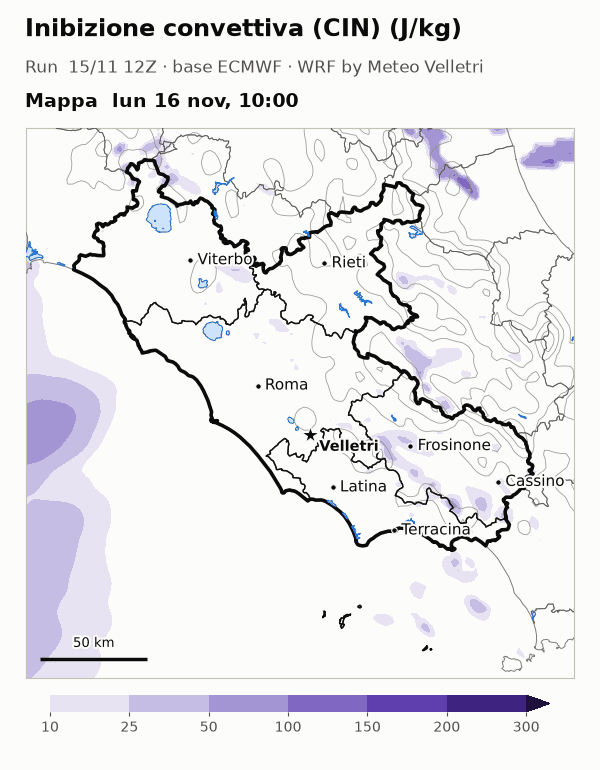 Inibizione convettiva (CIN) (J/kg)
Run  15/11 12Z · base ECMWF · WRF by Meteo Velletri
Mappa  lun 16 nov, 10:00
Viterbo
Rieti
Roma
Velletri
Frosinone
Latina
Cassino
Terracina
50 km
10 25 50 100 150 200 300